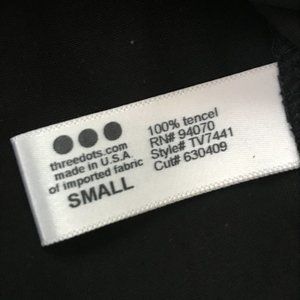 threedots.com
made in U.S.A.
of imported fabric
SMALL
100% tencel
RN# 94070
Style# TV7441
Cut# 630409